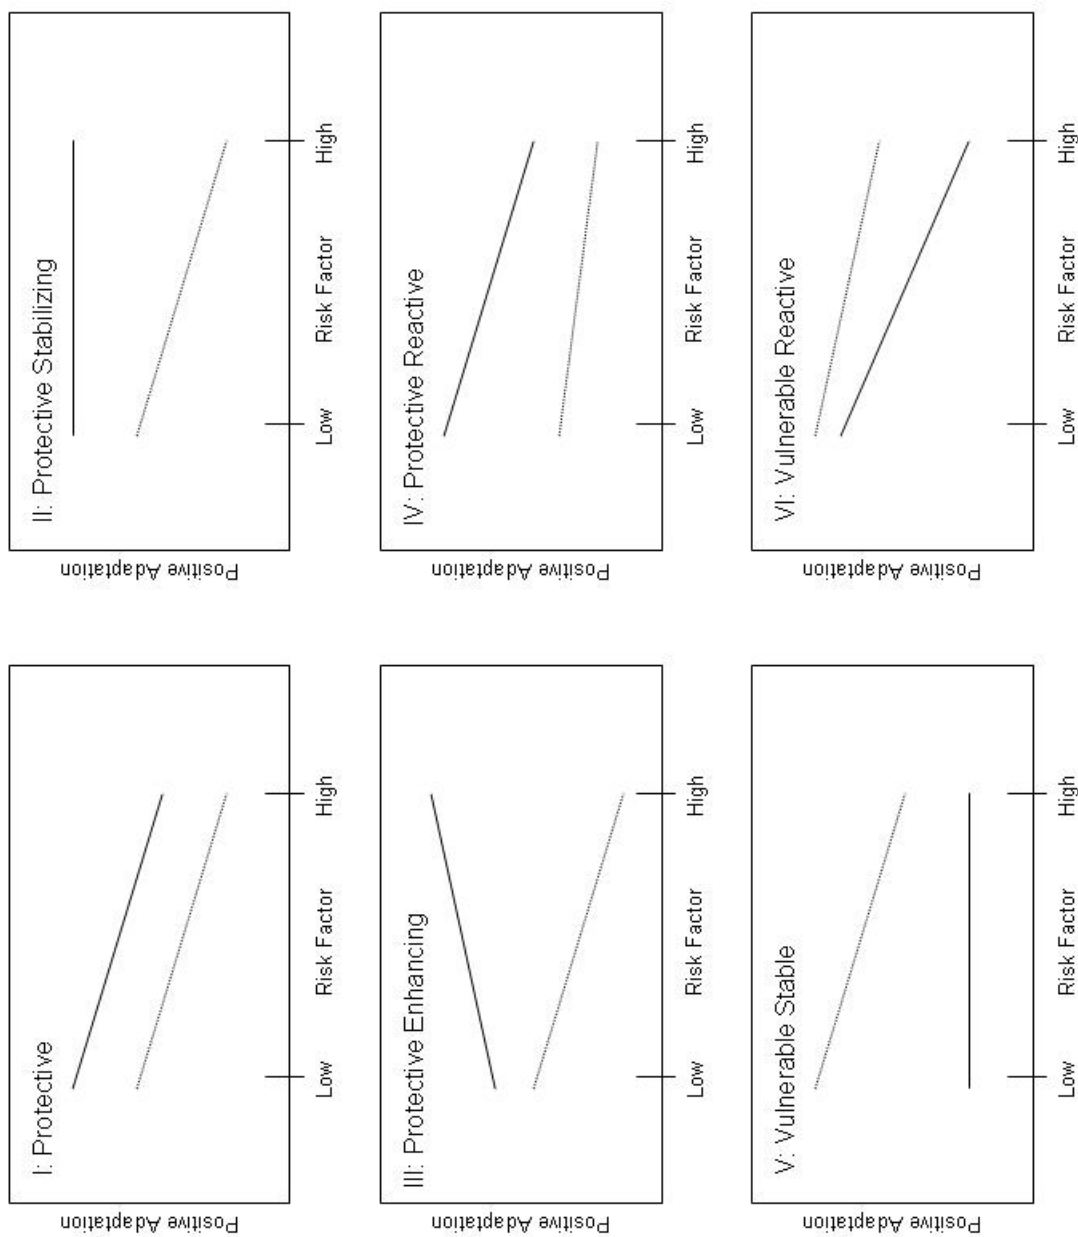 I: Protective
Positive Adaptation
Low
High
Risk Factor
II: Protective Stabilizing
Positive Adaptation
Low
High
Risk Factor
III: Protective Enhancing
Positive Adaptation
Low
High
Risk Factor
IV: Protective Reactive
Positive Adaptation
Low
High
Risk Factor
V: Vulnerable Stable
Positive Adaptation
Low
High
Risk Factor
VI: Vulnerable Reactive
Positive Adaptation
Low
High
Risk Factor